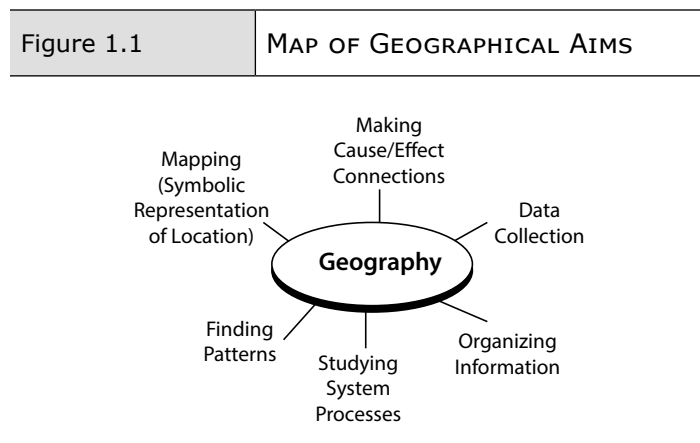 Figure 1.1
Map of Geographical Aims
Making
Cause/Effect
Connections
Mapping
(Symbolic
Representation
of Location)
Data
Collection
Geography
Finding
Patterns
Studying
System
Processes
Organizing
Information